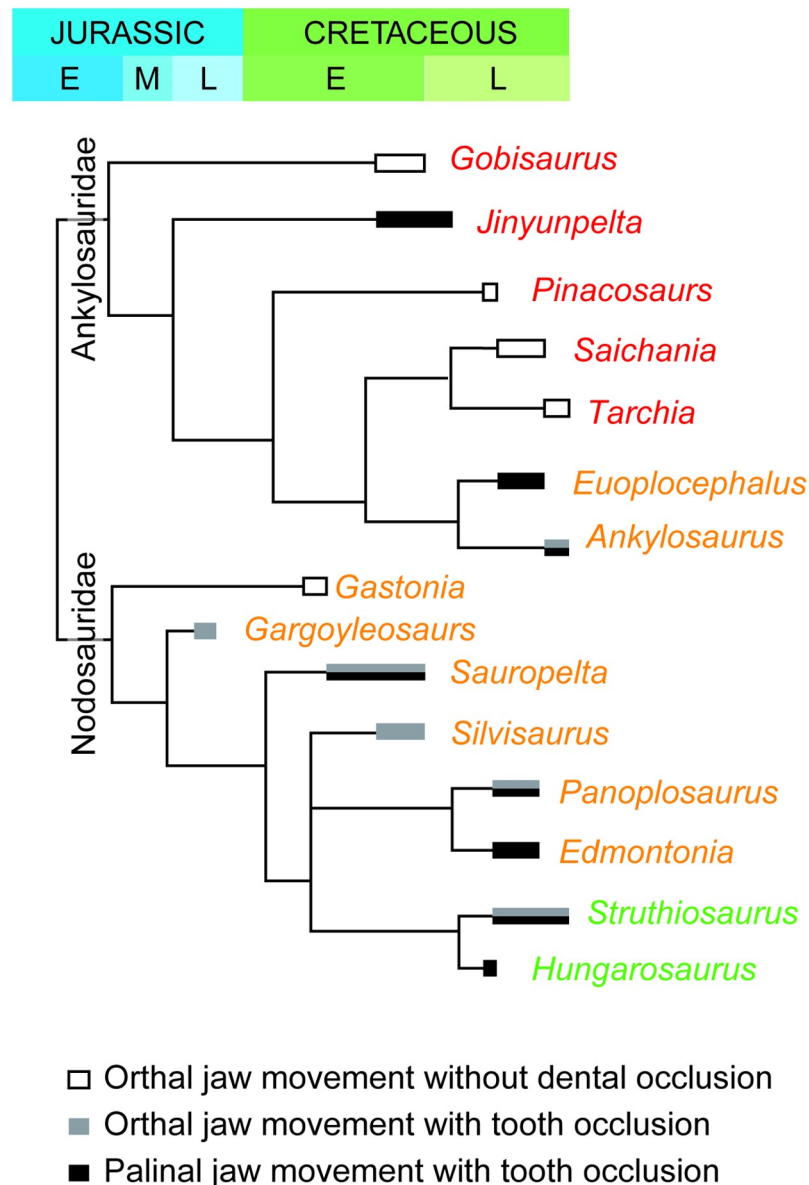 JURASSIC CRETACEOUS
E M L E L
Ankylosauridae
Gobisaurus
Jinyunpelta
Pinacosaurs
Saichania
Tarchia
Euoplocephalus
Ankylosaurus
Nodosauridae
Gastonia
Gargoyleosaurs
Sauropelta
Silvisaurus
Panoplosaurus
Edmontonia
Struthiosaurus
Hungarosaurus
Orthal jaw movement without dental occlusion
Orthal jaw movement with tooth occlusion
Palinal jaw movement with tooth occlusion